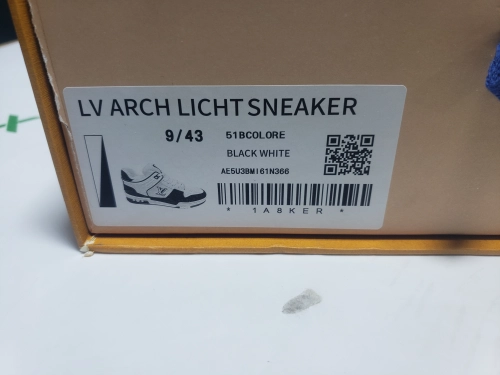 LV ARCH LICHT SNEAKER
9/43 51BCOLORE
BLACK WHITE
AE5U3BMI61N366
* 1A8KER *